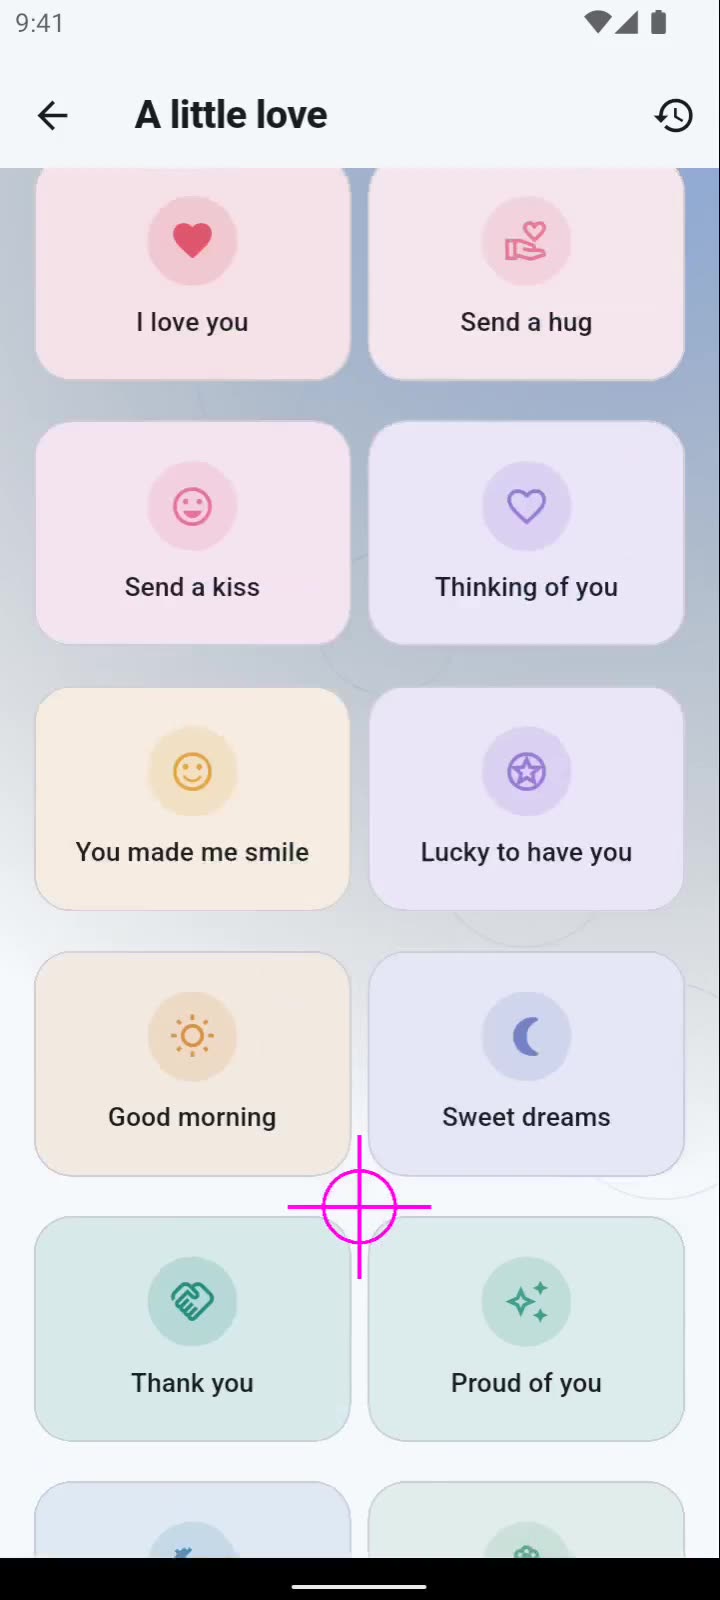 9:41
A little love
I love you
Send a hug
Send a kiss
Thinking of you
You made me smile
Lucky to have you
Good morning
Sweet dreams
Thank you
Proud of you